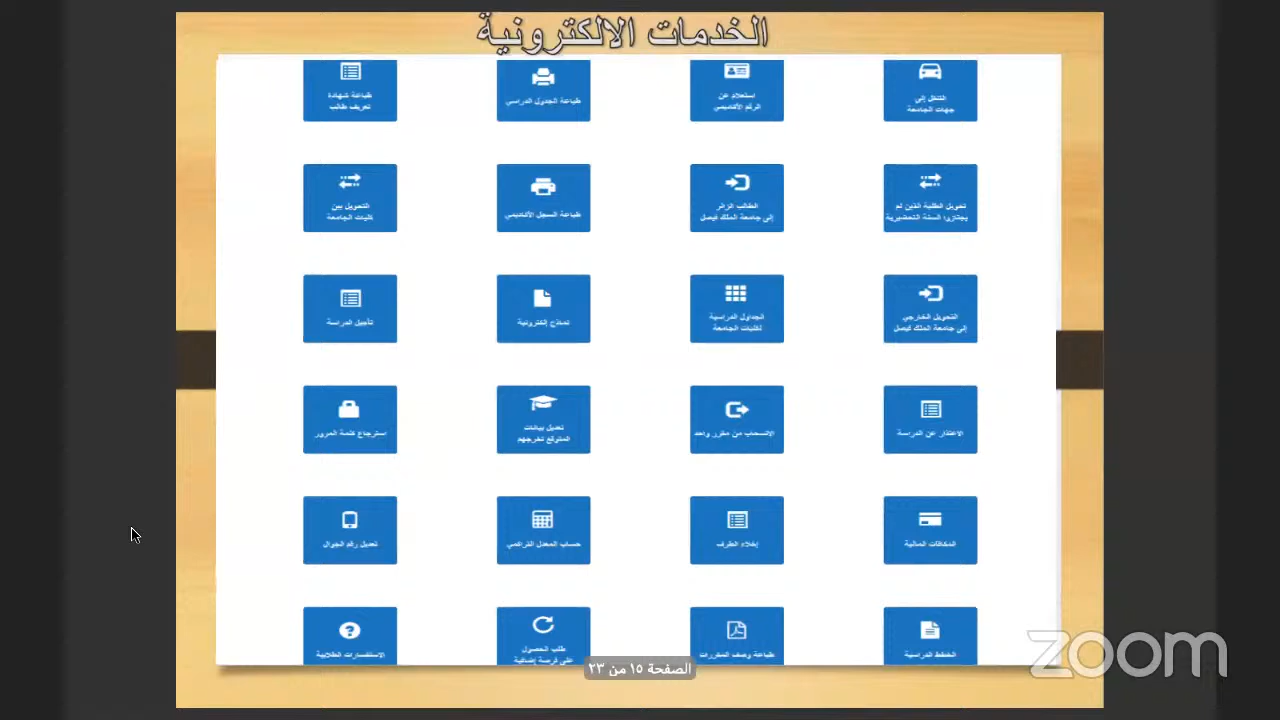 الخدمات الالكترونية
التنقل إلى
جهات الجامعة
استعلام عن
الرقم الأكاديمي
طباعة الجدول الدراسي
طباعة شهادة
تعريف طالب
تحويل الطلبة الذين لم
يجتازوا السنة التحضيرية
الطالب الزائر
إلى جامعة الملك فيصل
طباعة السجل الأكاديمي
التحويل بين
كليات الجامعة
التحويل الخارجي
إلى جامعة الملك فيصل
الجداول الدراسية
لكليات الجامعة
نماذج إلكترونية
تأجيل الدراسة
الاعتذار عن الدراسة
الانسحاب من مقرر واحد
تعديل بيانات
المتوقع تخرجهم
استرجاع كلمة المرور
المكافآت المالية
إخلاء الطرف
حساب المعدل التراكمي
تعديل رقم الجوال
الخطط الدراسية
طباعة وصف المقررات
طلب الحصول
على فرصة إضافية
الاستفسارات الطلابية
الصفحة ١٥ من ٢٣
zoom